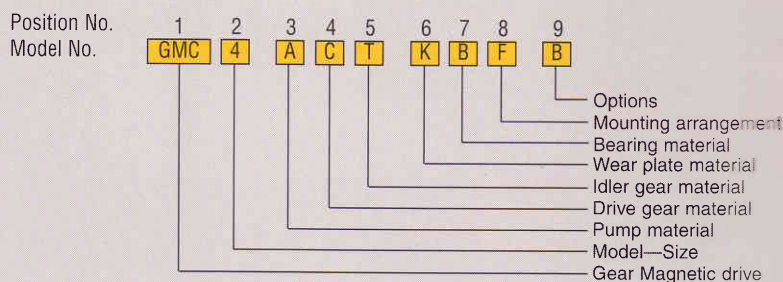 Position No. 1 2 3 4 5 6 7 8 9
Model No. GMC 4 A C T K B F B
Options
Mounting arrangement
Bearing material
Wear plate material
Idler gear material
Drive gear material
Pump material
Model—Size
Gear Magnetic drive